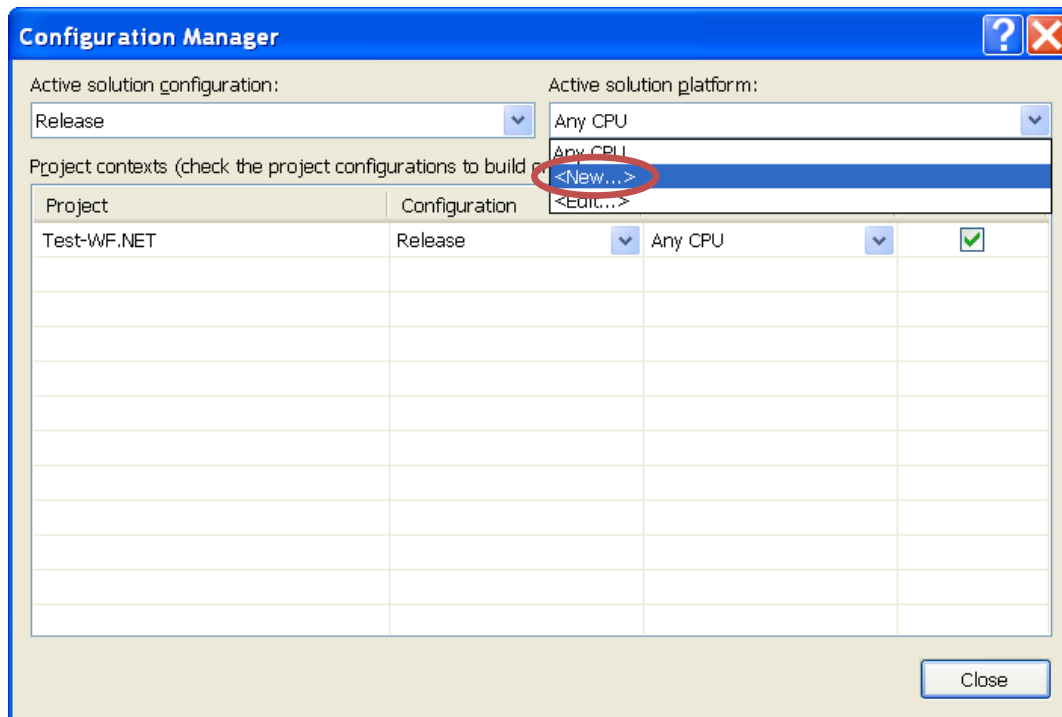 Configuration Manager
Active solution configuration:
Active solution platform:
Release
Any CPU
Any CPU
<New...>
<Edit...>
Project contexts (check the project configurations to build
Project
Configuration
Test-WF.NET
Release
Any CPU
Close